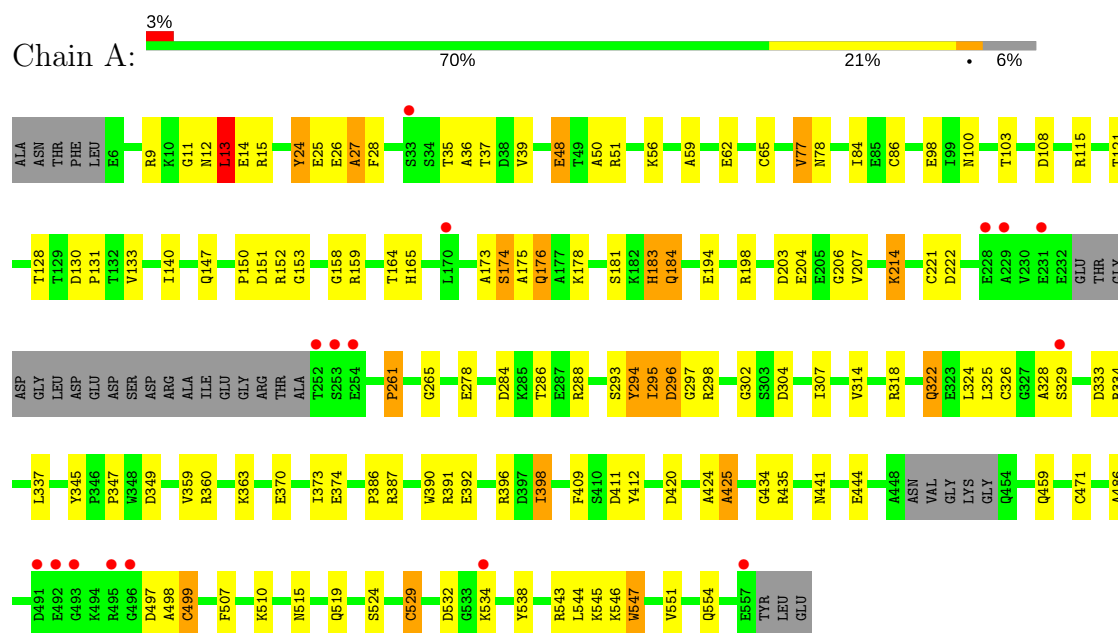 3%
Chain A:
70% 21% • 6%
ALA ASN THR PHE LEU E6 R9 K10 G11 N12 L13 E14 R15 Y24 E25 E26 A27 F28 S33 S34 T35 A36 T37 D38 V39 E48 T49 A50 R51 K56 A59 E62 C65 V77 N78 I84 E85 C86 E98 I99 N100 T103 D108 R115 T121
T128 T129 D130 P131 T132 V133 I140 Q147 P150 D151 R152 G153 G158 R159 T164 H165 L170 A173 S174 A175 Q176 A177 K178 S181 K182 H183 Q184 E194 R198 D203 E204 E205 G206 V207 K214 C221 D222 E228 A229 V230 E231 E232 GLU THR GLY
ASP GLY LEU ASP GLU ASP SER ASP ARG ALA ILE GLU GLY ARG THR ALA T252 S253 E254 P261 G265 E278 D284 K285 T286 E287 R288 S293 Y294 I295 D296 G297 R298 G302 S303 D304 I307 V314 R318 Q322 E323 L324 L325 C326 G327 A328 S329 D333
L337 Y345 P346 P347 W348 D349 V359 R360 K363 E370 I373 E374 P386 R387 W390 R391 E392 R396 D397 I398 F409 S410 D411 Y412 D420 A424 A425 G434 R435 N441 E444 A448 ASN VAL GLY LYS GLY Q454 Q459 C471
D491 E492 G493 K494 R495 G496 D497 A498 C499 F507 K510 N515 Q519 S524 C529 D532 G533 K534 Y538 R543 L544 K545 K546 W547 V551 Q554 E557 TYR LEU GLU